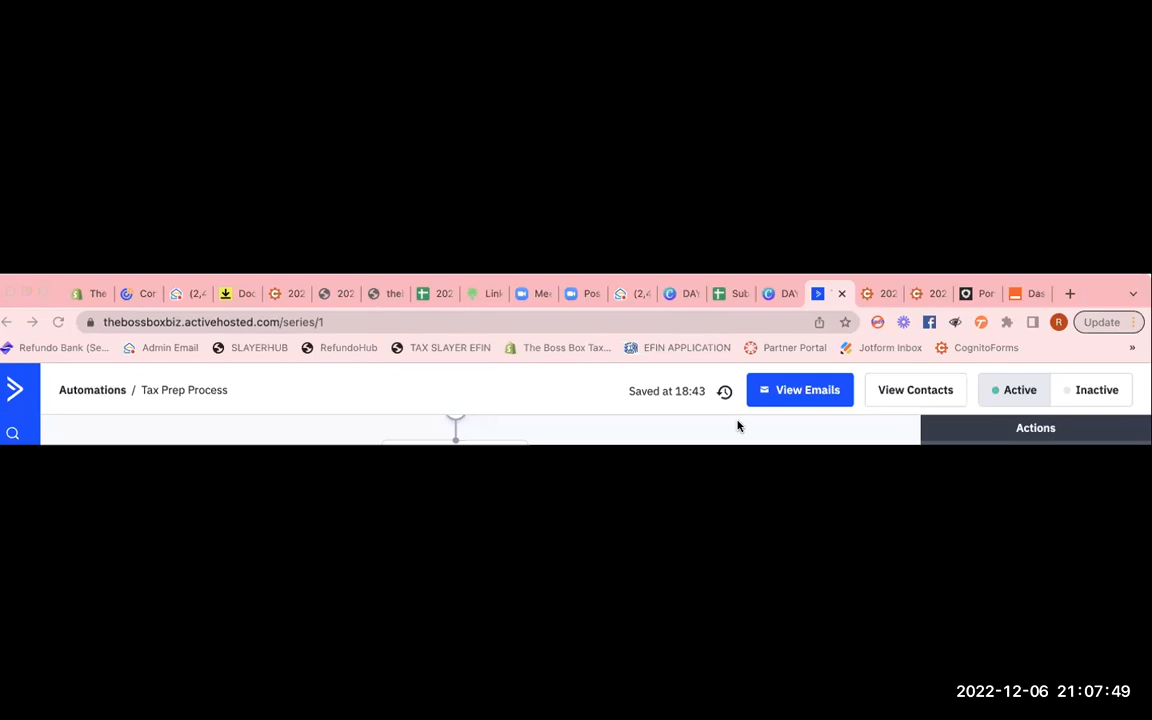 The Cor (2,4 Doc 202 202 the 202 Link Me Pos (2,4 DAY Sub DAY 202 202 Por Das
thebossboxbiz.activehosted.com/series/1 R Update
Refundo Bank (Se... Admin Email SLAYERHUB RefundoHub TAX SLAYER EFIN The Boss Box Tax... EFIN APPLICATION Partner Portal Jotform Inbox CognitoForms »
Automations / Tax Prep Process Saved at 18:43 View Emails View Contacts Active Inactive
Actions
2022-12-06 21:07:49